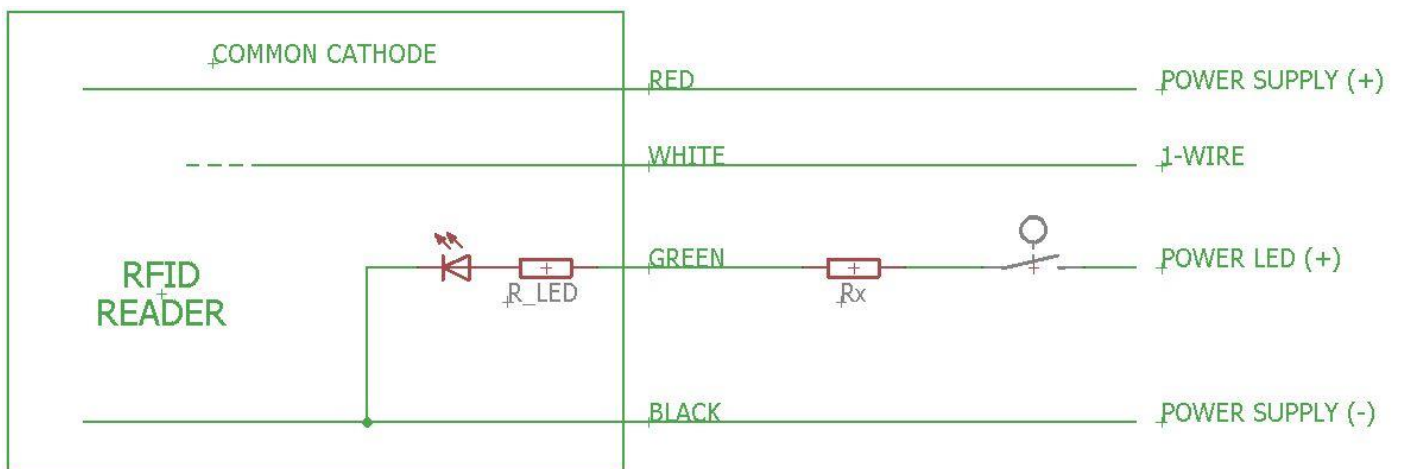 COMMON CATHODE
RED
POWER SUPPLY (+)
WHITE
1-WIRE
GREEN
POWER LED (+)
RFID
READER
R_LED
Rx
BLACK
POWER SUPPLY (-)